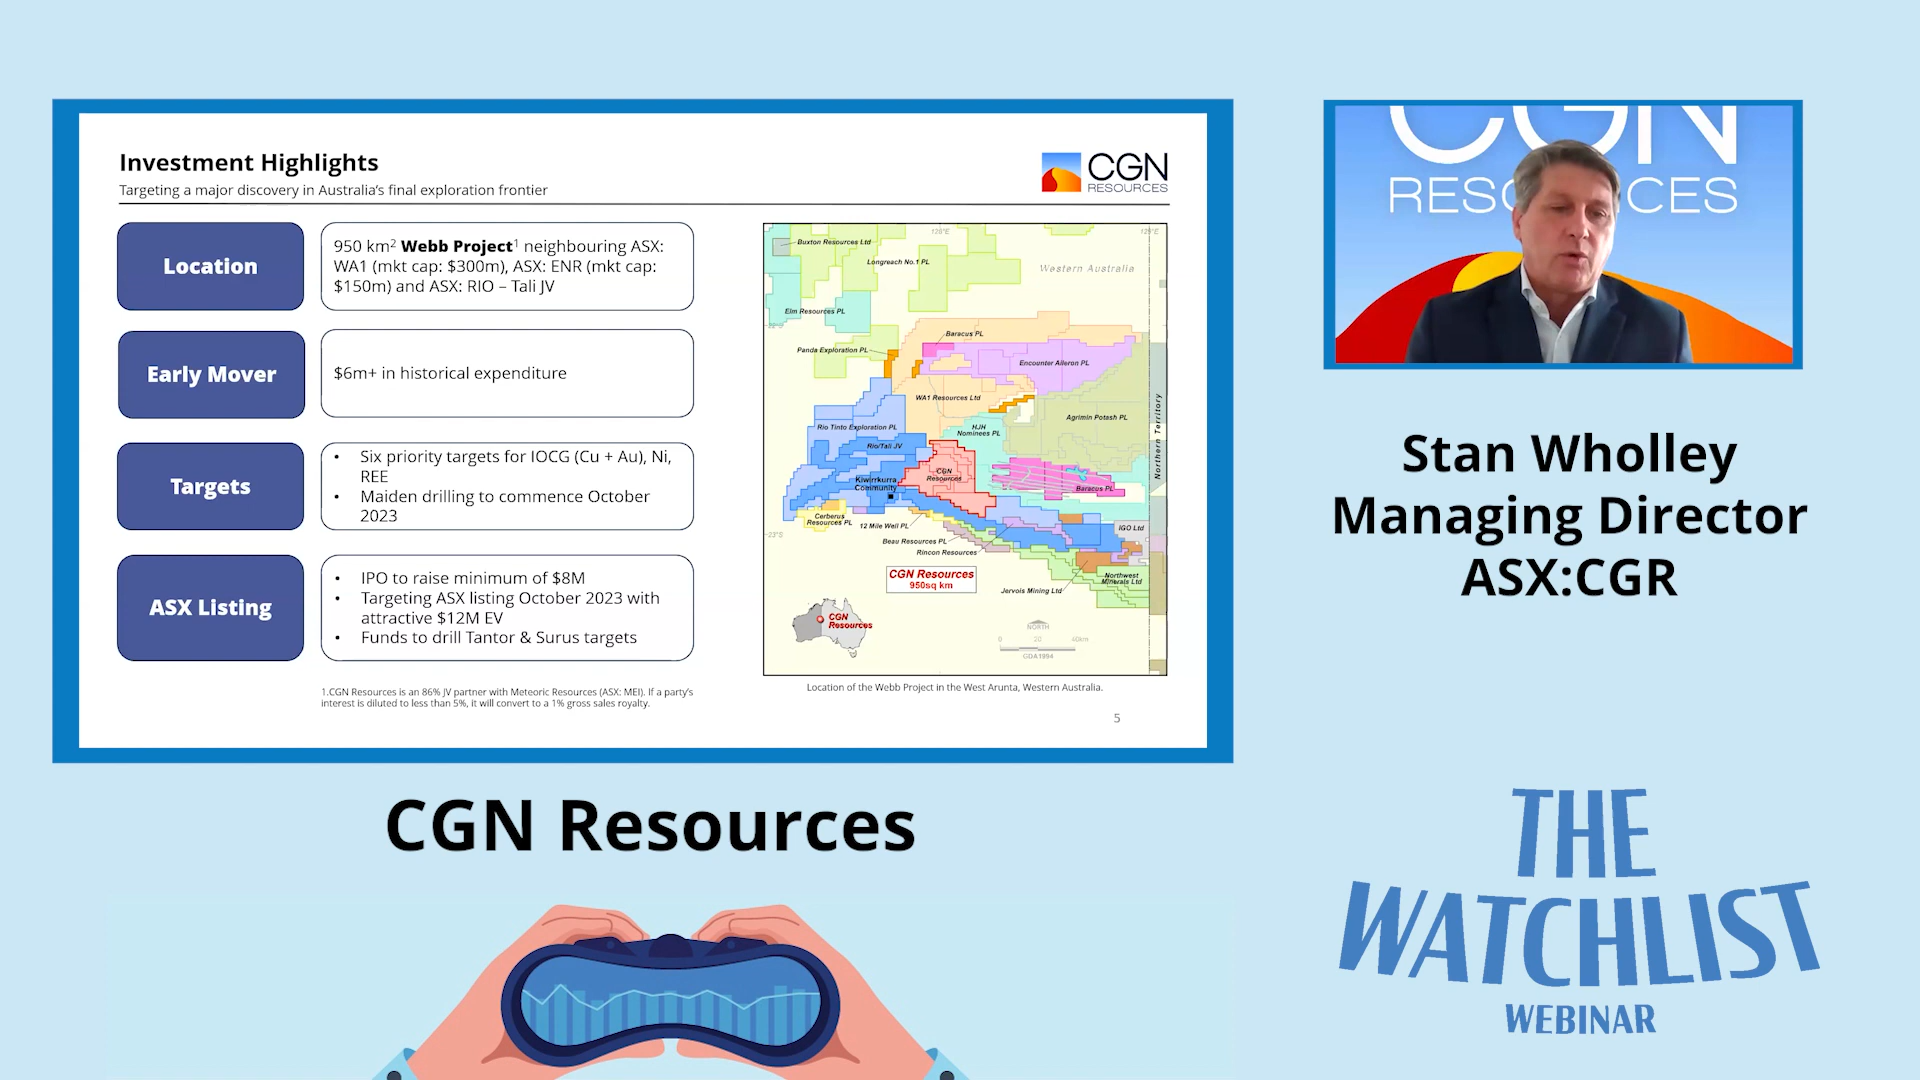 Investment Highlights
Targeting a major discovery in Australia's final exploration frontier
CGN
RESOURCES
Location
950 km² Webb Project¹ neighbouring ASX:
WA1 (mkt cap: $300m), ASX: ENR (mkt cap:
$150m) and ASX: RIO – Tali JV
Early Mover
$6m+ in historical expenditure
Targets
• Six priority targets for IOCG (Cu + Au), Ni,
REE
• Maiden drilling to commence October
2023
ASX Listing
• IPO to raise minimum of $8M
• Targeting ASX listing October 2023 with
attractive $12M EV
• Funds to drill Tantor & Surus targets
1.CGN Resources is an 86% JV partner with Meteoric Resources (ASX: MEI). If a party's
interest is diluted to less than 5%, it will convert to a 1% gross sales royalty.
Buxton Resources Ltd
Longreach No.1 PL
Western Australia
Elm Resources PL
Baracus PL
Panda Exploration PL
Encounter Aileron PL
WA1 Resources Ltd
Agrimin Potash PL
Northern Territory
Rio Tinto Exploration PL
HJH
Nominees PL
Rio/Tali JV
CGN
Resources
Kiwirrkurra
Community
Baracus PL
Cerberus
Resources PL
12 Mile Well PL
IGO Ltd
Beau Resources PL
Rincon Resources
CGN Resources
950sq km
Northwest
Minerals Ltd
Jervois Mining Ltd
CGN
Resources
NORTH
0 20 40km
GDA1994
23°S
Location of the Webb Project in the West Arunta, Western Australia.
5
CGN
RESOURCES
Stan Wholley
Managing Director
ASX:CGR
CGN Resources
THE
WATCHLIST
WEBINAR